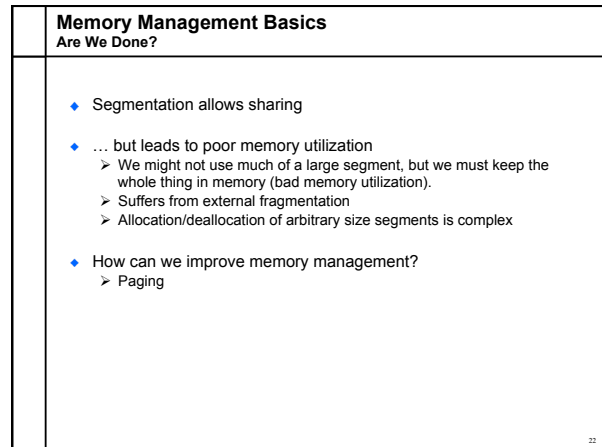 Memory Management Basics
Are We Done?
◆ Segmentation allows sharing
◆ … but leads to poor memory utilization
➢ We might not use much of a large segment, but we must keep the
whole thing in memory (bad memory utilization).
➢ Suffers from external fragmentation
➢ Allocation/deallocation of arbitrary size segments is complex
◆ How can we improve memory management?
➢ Paging
22